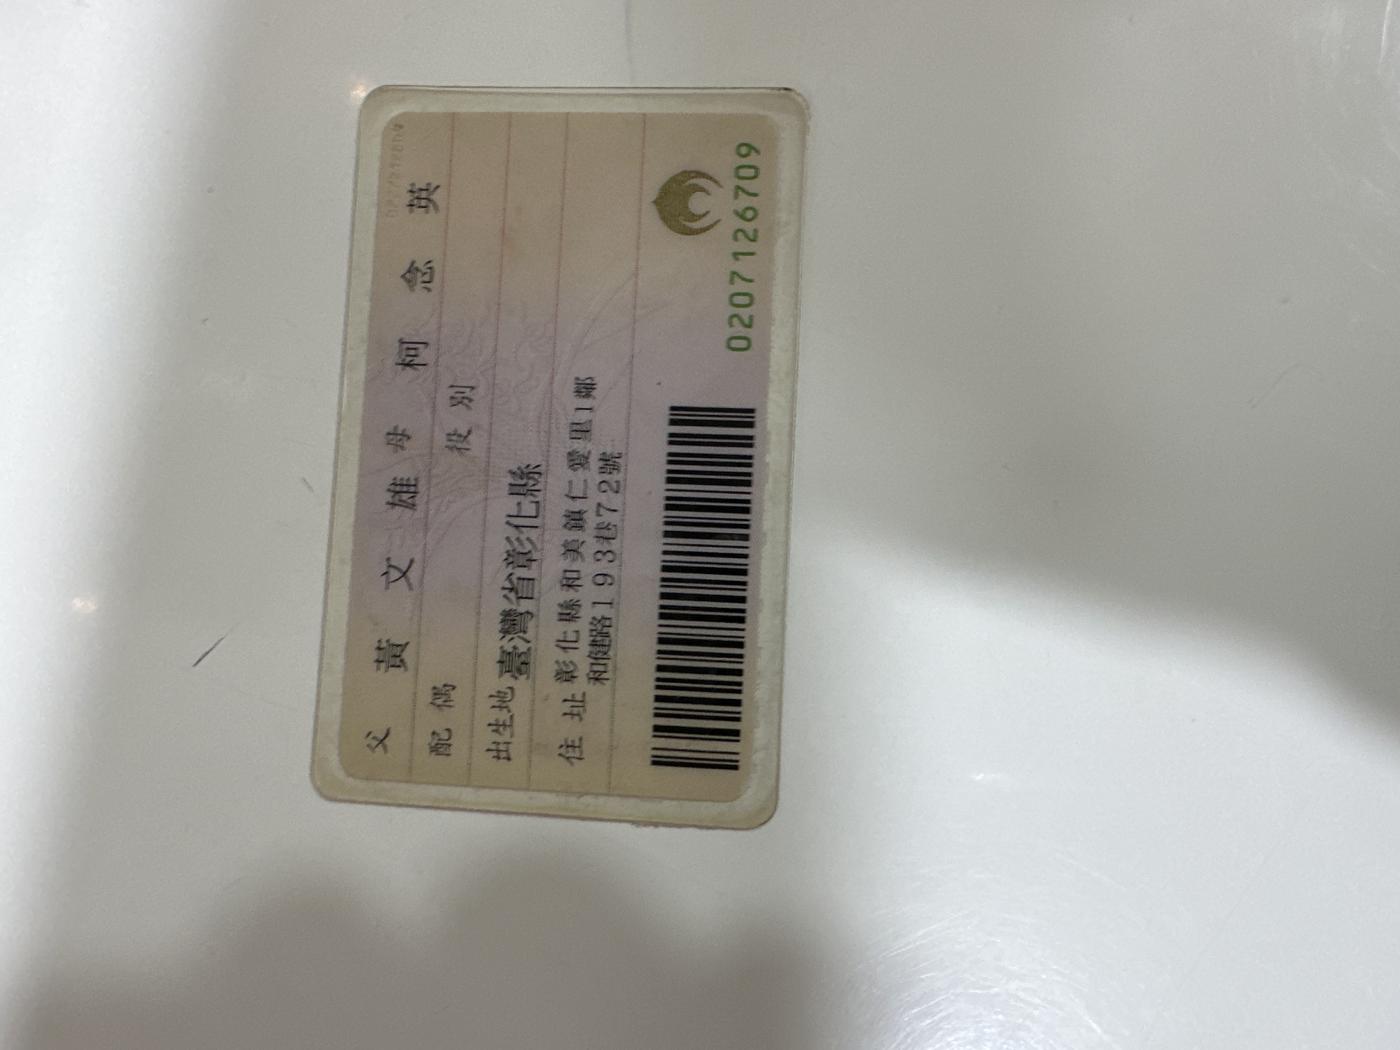 父 黃文雄 母 柯念英
配偶 役別
出生地 臺灣省彰化縣
住址 彰化縣和美鎮仁愛里1鄰
和健路193巷72號
0207126709